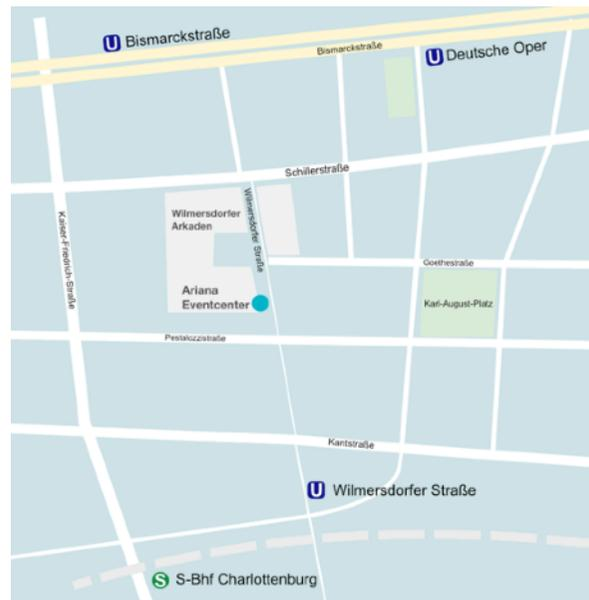 U Bismarckstraße
Bismarckstraße
U Deutsche Oper
Schillerstraße
Wilmersdorfer
Arkaden
Wilmersdorfer Straße
Kaiser-Friedrich-Straße
Goethestraße
Ariana
Eventcenter
Karl-August-Platz
Pestalozzistraße
Kantstraße
U Wilmersdorfer Straße
S S-Bhf Charlottenburg